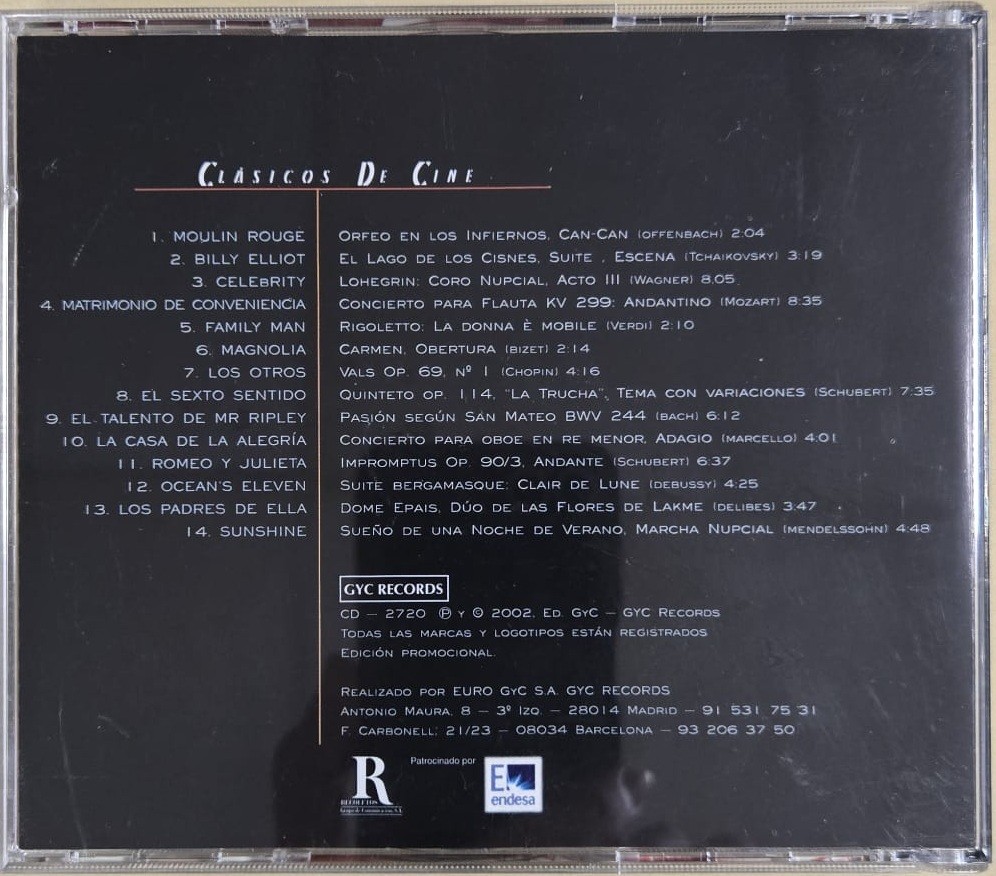 CLÁSICOS DE CINE
1. MOULIN ROUGE ORFEO EN LOS INFIERNOS, CAN-CAN (OFFENBACH) 2:04
2. BILLY ELLIOT EL LAGO DE LOS CISNES, SUITE , ESCENA (TCHAIKOVSKY) 3:19
3. CELEBRITY LOHEGRIN: CORO NUPCIAL, ACTO III (WAGNER) 8.05
4. MATRIMONIO DE CONVENIENCIA CONCIERTO PARA FLAUTA KV 299: ANDANTINO (MOZART) 8:35
5. FAMILY MAN RIGOLETTO: LA DONNA È MOBILE (VERDI) 2:10
6. MAGNOLIA CARMEN, OBERTURA (BIZET) 2:14
7. LOS OTROS VALS OP. 69, Nº 1 (CHOPIN) 4:16
8. EL SEXTO SENTIDO QUINTETO OP. 114, "LA TRUCHA", TEMA CON VARIACIONES (SCHUBERT) 7:35
9. EL TALENTO DE MR RIPLEY PASIÓN SEGÚN SAN MATEO BWV 244 (BACH) 6:12
10. LA CASA DE LA ALEGRÍA CONCIERTO PARA OBOE EN RE MENOR, ADAGIO (MARCELLO) 4:01
11. ROMEO Y JULIETA IMPROMPTUS OP. 90/3, ANDANTE (SCHUBERT) 6:37
12. OCEAN'S ELEVEN SUITE BERGAMASQUE: CLAIR DE LUNE (DEBUSSY) 4:25
13. LOS PADRES DE ELLA DOME EPAIS, DÚO DE LAS FLORES DE LAKME (DELIBES) 3:47
14. SUNSHINE SUEÑO DE UNA NOCHE DE VERANO, MARCHA NUPCIAL (MENDELSSOHN) 4:48
GYC RECORDS
CD – 2720 ℗ Y © 2002, ED. GYC – GYC RECORDS
TODAS LAS MARCAS Y LOGOTIPOS ESTÁN REGISTRADOS
EDICIÓN PROMOCIONAL.
REALIZADO POR EURO GYC S.A. GYC RECORDS
ANTONIO MAURA, 8 – 3º IZQ. – 28014 MADRID – 91 531 75 31
F. CARBONELL, 21/23 – 08034 BARCELONA – 93 206 37 50
Patrocinado por
R
RECOLETOS
Grupo de Comunicación, S.A.
E
endesa